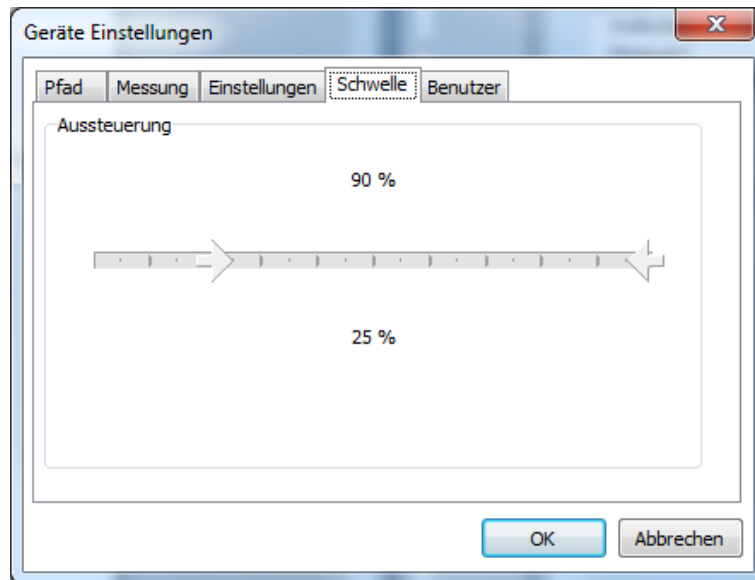 Geräte Einstellungen
Pfad Messung Einstellungen Schwelle Benutzer
Aussteuerung
90 %
25 %
OK Abbrechen